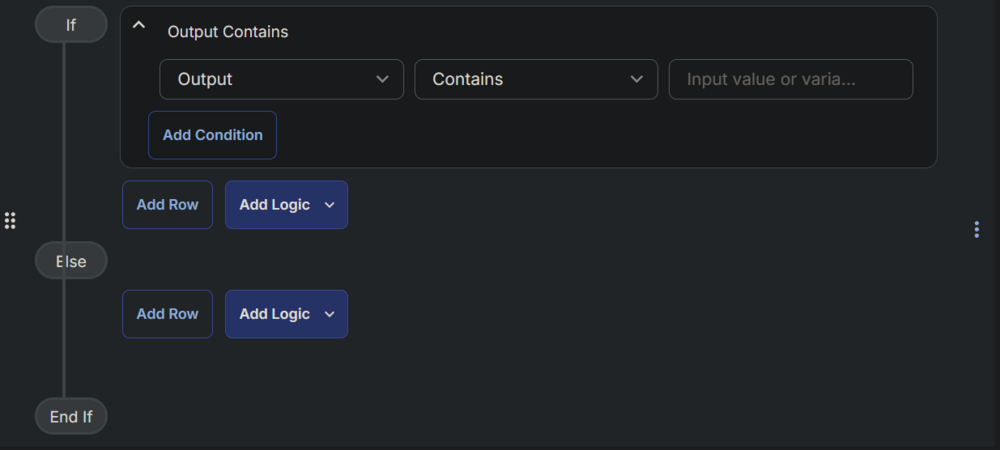 If
Output Contains
Output Contains Input value or varia...
Add Condition
Add Row Add Logic
Else
Add Row Add Logic
End If